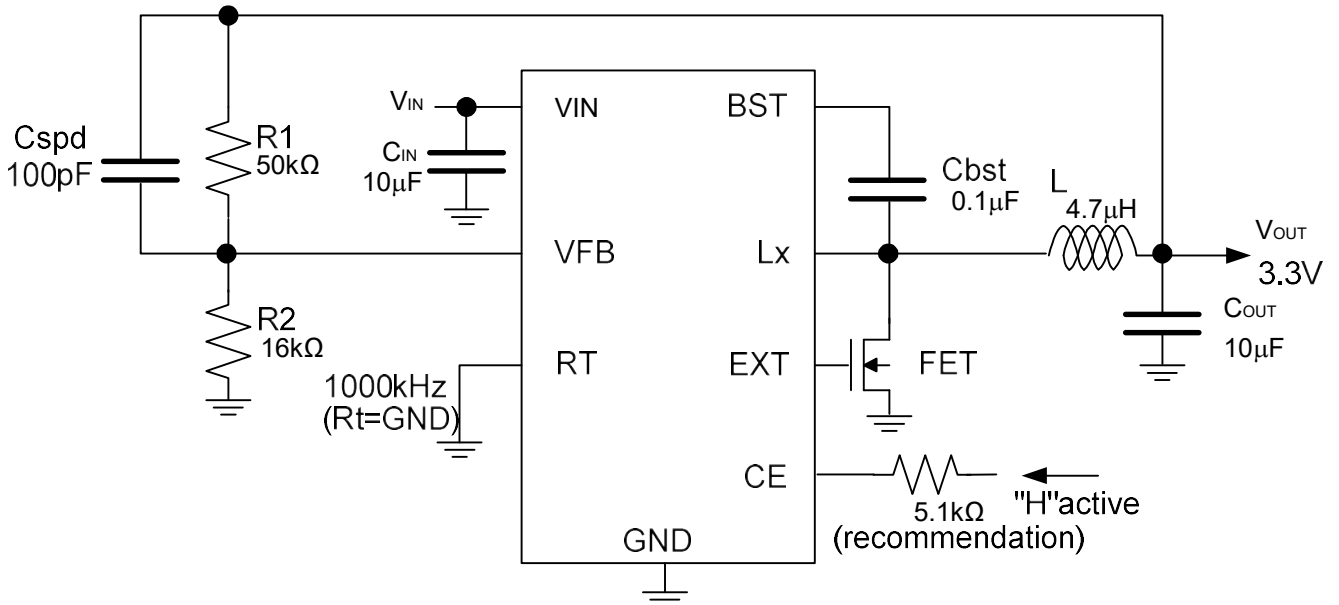 Cspd
100pF
R1
50kΩ
R2
16kΩ
VIN
CIN
10μF
1000kHz
(Rt=GND)
VIN
VFB
RT
GND
BST
Lx
EXT
CE
Cbst
0.1μF
L
4.7μH
FET
5.1kΩ
"H"active
(recommendation)
VOUT
3.3V
COUT
10μF